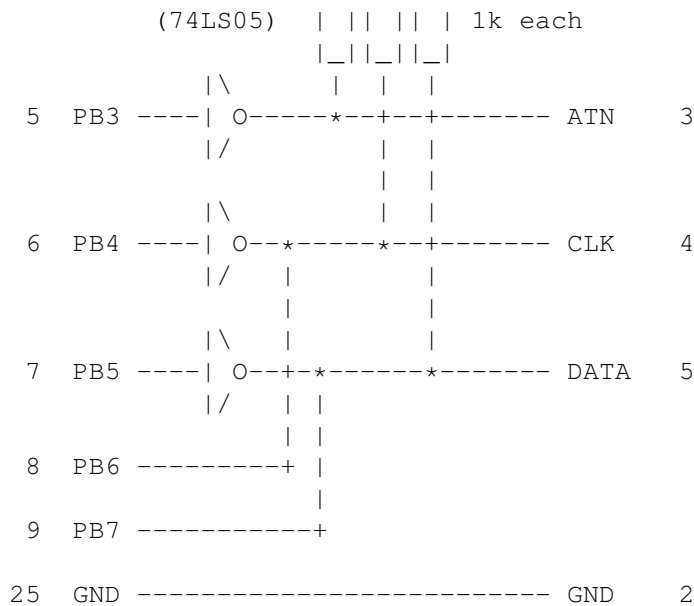 (74LS05) | || || | 1k each
|_||_||_|
|\ | | |
5 PB3 ----| O-----*--+--+------- ATN 3
|/ | |
| |
|\ | |
6 PB4 ----| O--*-----*--+------- CLK 4
|/ | |
| |
|\ | |
7 PB5 ----| O--+-*------*------- DATA 5
|/ | |
| |
8 PB6 ---------+ |
|
9 PB7 -----------+
25 GND -------------------------- GND 2